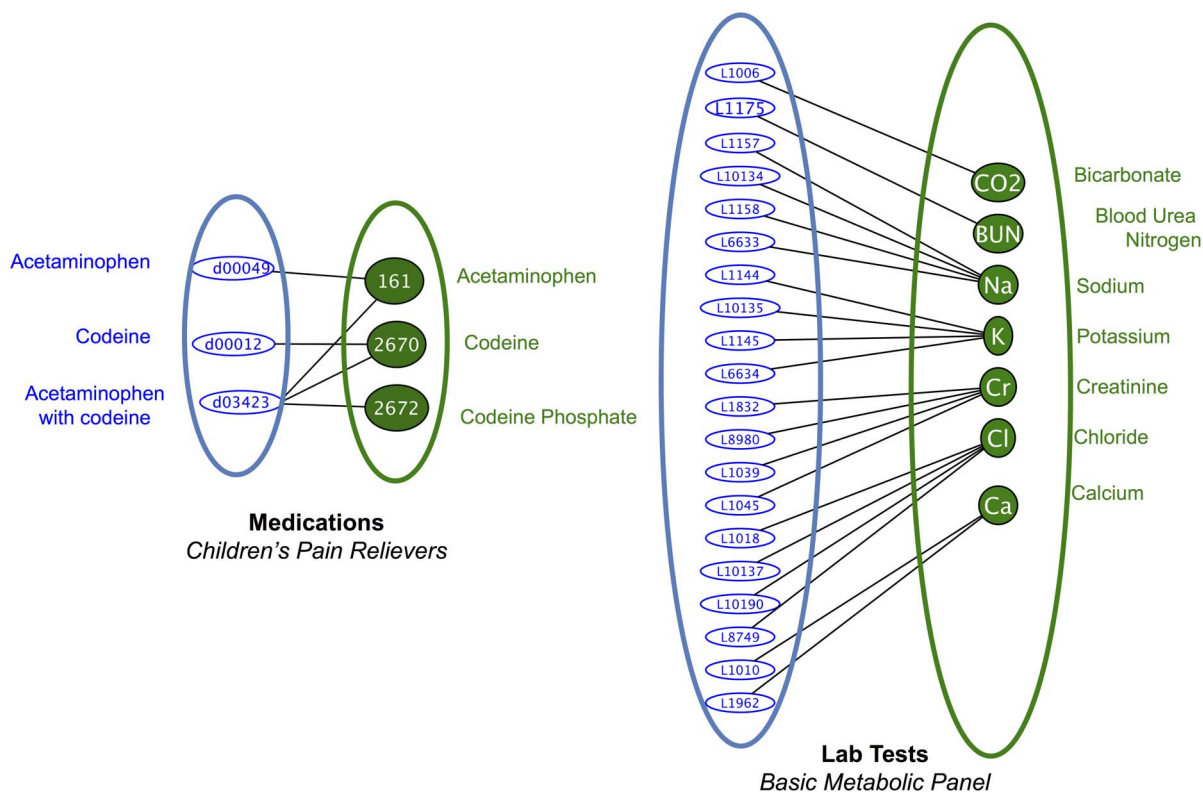 Acetaminophen
Codeine
Acetaminophen
with codeine
d00049
d00012
d03423
161
2670
2672
Acetaminophen
Codeine
Codeine Phosphate
Medications
Children's Pain Relievers
L1006
L1175
L1157
L10134
L1158
L6633
L1144
L10135
L1145
L6634
L1832
L8980
L1039
L1045
L1018
L10137
L10190
L8749
L1010
L1962
CO2
BUN
Na
K
Cr
Cl
Ca
Bicarbonate
Blood Urea
Nitrogen
Sodium
Potassium
Creatinine
Chloride
Calcium
Lab Tests
Basic Metabolic Panel